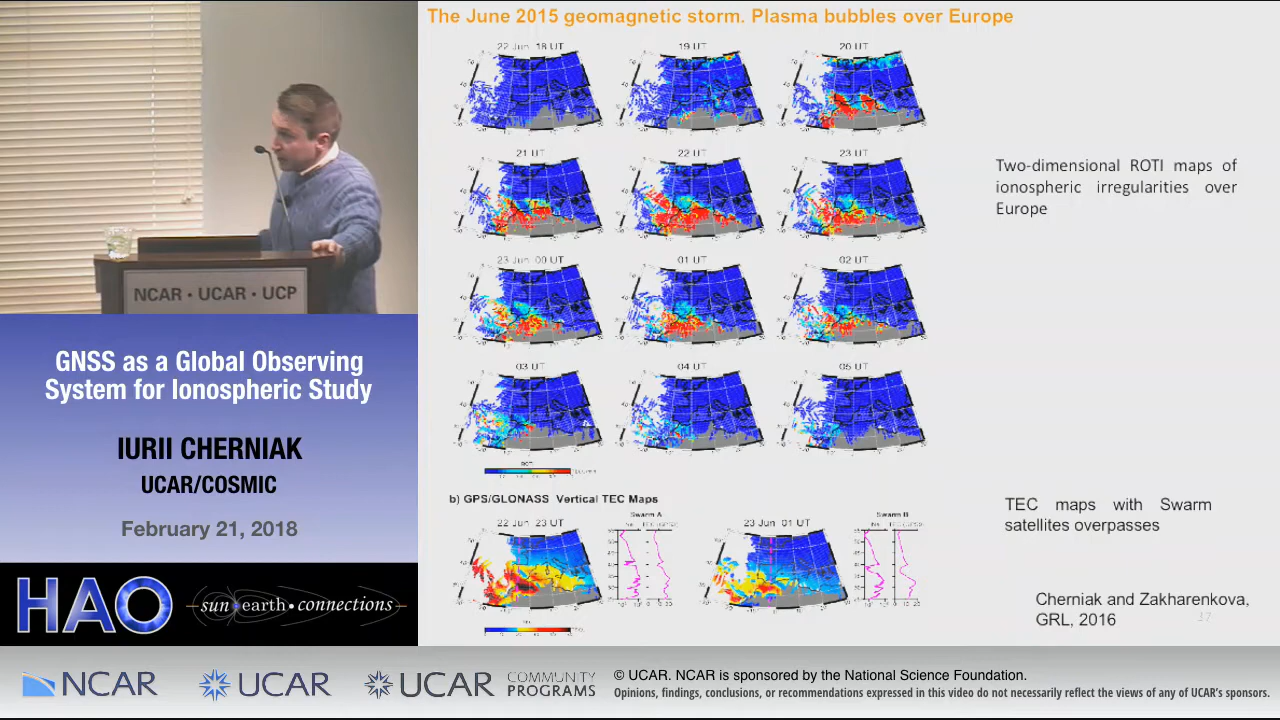 The June 2015 geomagnetic storm. Plasma bubbles over Europe
22 Jun 18 UT
19 UT
20 UT
21 UT
22 UT
23 UT
23 Jun 00 UT
01 UT
02 UT
03 UT
04 UT
05 UT
Two-dimensional ROTI maps of
ionospheric irregularities over
Europe
ROTI
b) GPS/GLONASS Vertical TEC Maps
22 Jun 23 UT
Swarm A
23 Jun 01 UT
Swarm B
TEC maps with Swarm
satellites overpasses
Cherniak and Zakharenkova,
GRL, 2016
17
NCAR • UCAR • UCP
GNSS as a Global Observing
System for Ionospheric Study
IURII CHERNIAK
UCAR/COSMIC
February 21, 2018
HAO
sun•earth•connections
NCAR
UCAR
UCAR
COMMUNITY
PROGRAMS
© UCAR. NCAR is sponsored by the National Science Foundation.
Opinions, findings, conclusions, or recommendations expressed in this video do not necessarily reflect the views of any of UCAR's sponsors.